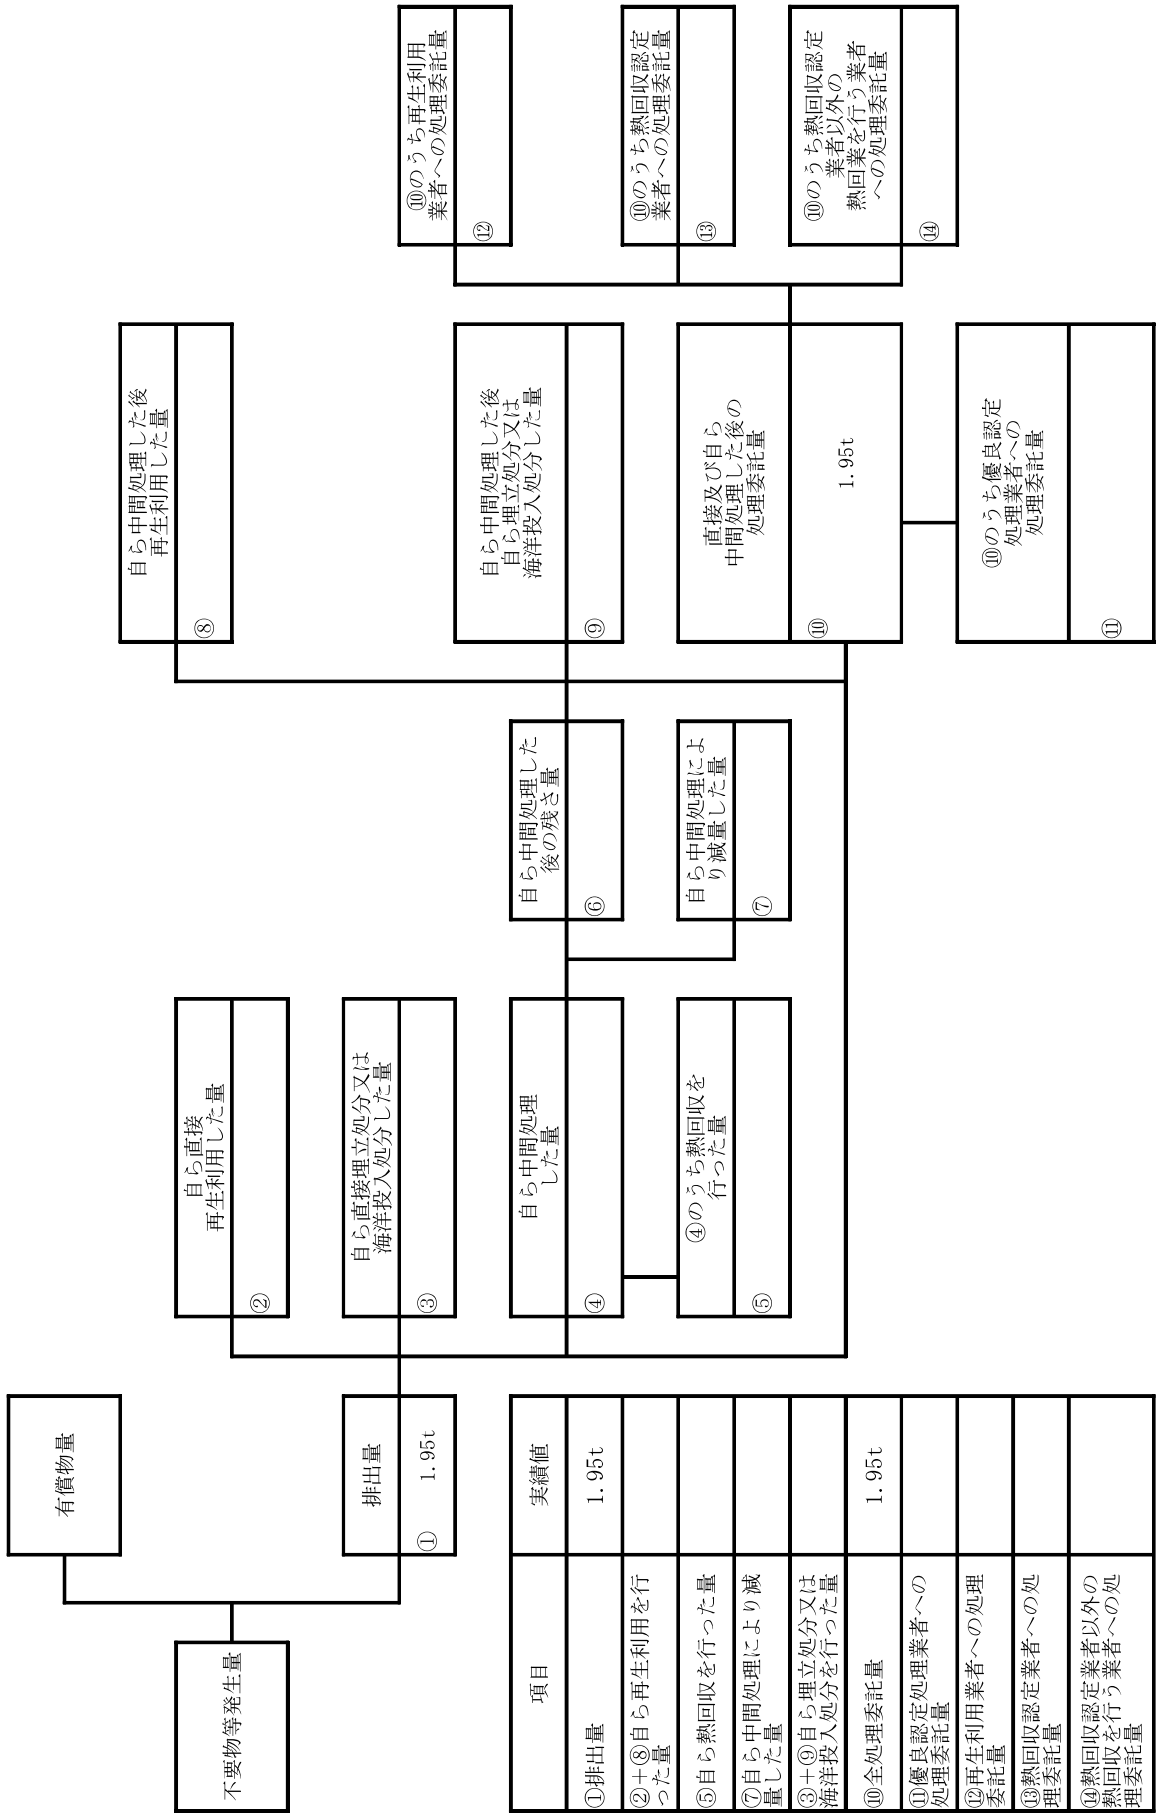 不要物等発生量
有償物量
排出量
①
1.95t
自ら直接
再生利用した量
②
自ら直接埋立処分又は
海洋投入処分した量
③
自ら中間処理
した量
④
④のうち熱回収を
行った量
⑤
自ら中間処理した
後の残さ量
⑥
自ら中間処理によ
り減量した量
⑦
自ら中間処理した後
再生利用した量
⑧
自ら中間処理した後
自ら埋立処分又は
海洋投入処分した量
⑨
直接及び自ら
中間処理した後の
処理委託量
⑩
1.95t
⑩のうち優良認定
処理業者への
処理委託量
⑪
⑩のうち再生利用
業者への処理委託量
⑫
⑩のうち熱回収認定
業者への処理委託量
⑬
⑩のうち熱回収認定
業者以外の
熱回業を行う業者
への処理委託量
⑭
項目
実績値
①排出量
1.95t
②＋⑧自ら再生利用を行
った量
⑤自ら熱回収を行った量
⑦自ら中間処理により減
量した量
③＋⑨自ら埋立処分又は
海洋投入処分を行った量
⑩全処理委託量
1.95t
⑪優良認定処理業者への
処理委託量
⑫再生利用業者への処理
委託量
⑬熱回収認定業者への処
理委託量
⑭熱回収認定業者以外の
熱回収を行う業者への処
理委託量